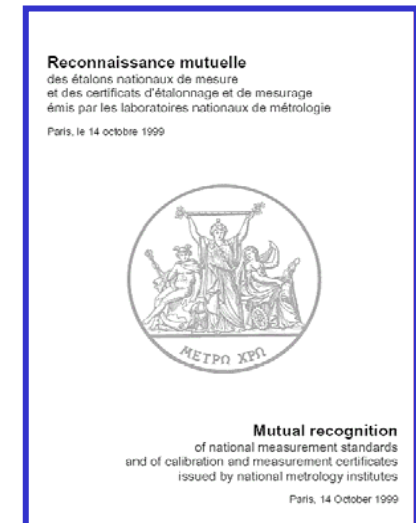 Reconnaissance mutuelle
des étalons nationaux de mesure
et des certificats d'étalonnage et de mesurage
émis par les laboratoires nationaux de métrologie
Paris, le 14 octobre 1999
ΜΕΤΡΩ ΧΡΩ
Mutual recognition
of national measurement standards
and of calibration and measurement certificates
issued by national metrology institutes
Paris, 14 October 1999